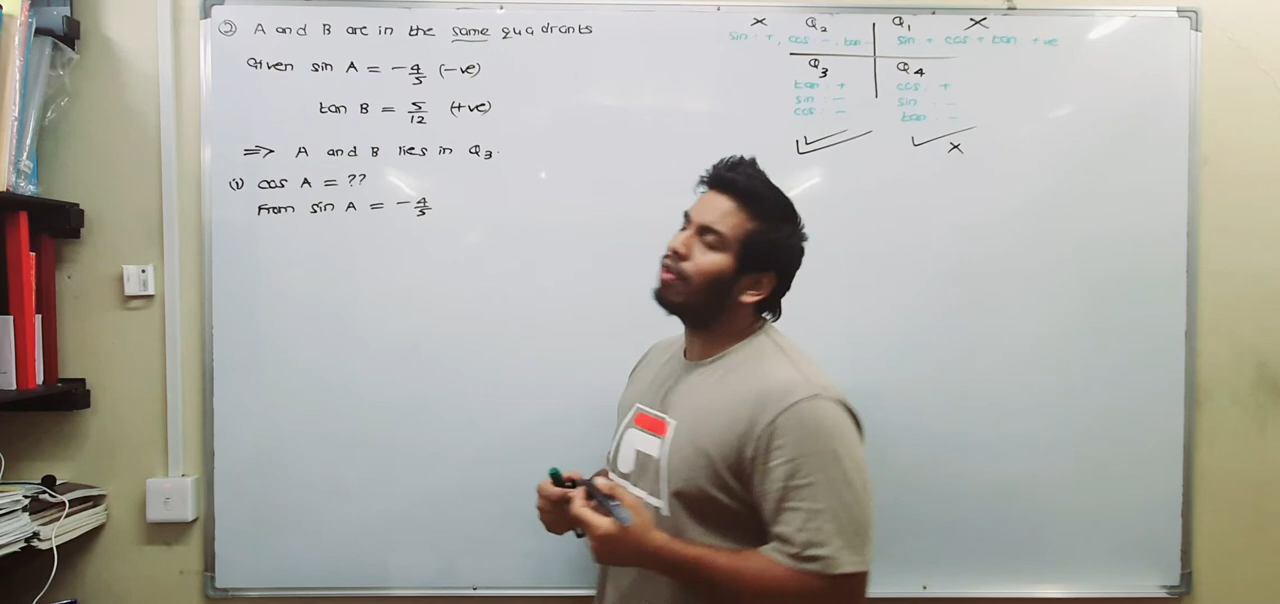 ② A and B are in the same quadrants
Given sin A = -4/5 (-ve)
tan B = 5/12 (+ve)
=> A and B lies in Q3.
(i) cos A = ??
From sin A = -4/5
× Q2
sin : +, cos : -, tan -
Q1 ×
sin + cos + tan +ve
Q3
tan : +
sin : -
cos : -
Q4
cos : +
sin : -
tan : -
✓✓
✓ ×